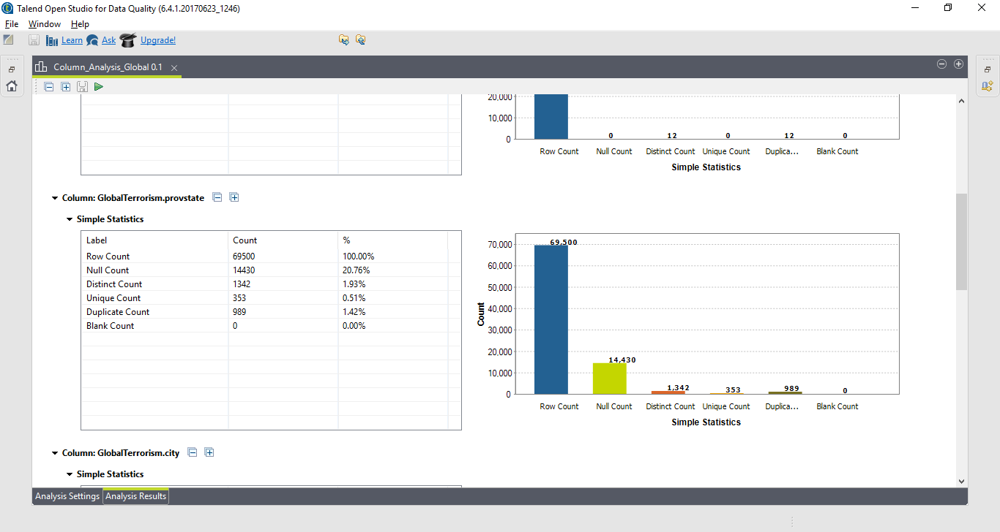 Talend Open Studio for Data Quality (6.4.1.20170623_1246)
File Window Help
Learn Ask Upgrade!
Column_Analysis_Global 0.1
20,000
10,000
0
0 12 0 12 0
Row Count Null Count Distinct Count Unique Count Duplica... Blank Count
Simple Statistics
Column: GlobalTerrorism.provstate
Simple Statistics
Label Count %
Row Count 69500 100.00%
Null Count 14430 20.76%
Distinct Count 1342 1.93%
Unique Count 353 0.51%
Duplicate Count 989 1.42%
Blank Count 0 0.00%
Count
70,000
60,000
50,000
40,000
30,000
20,000
10,000
0
69,500 14,430 1,342 353 989 0
Row Count Null Count Distinct Count Unique Count Duplica... Blank Count
Simple Statistics
Column: GlobalTerrorism.city
Simple Statistics
Analysis Settings Analysis Results